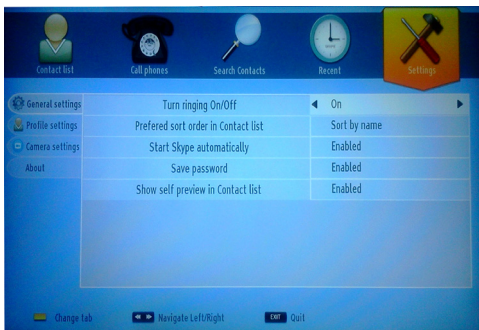 Contact list
Call phones
Search Contacts
Recent
Settings
General settings
Turn ringing On/Off
On
Profile settings
Prefered sort order in Contact list
Sort by name
Camera settings
Start Skype automatically
Enabled
About
Save password
Enabled
Show self preview in Contact list
Enabled
Change tab
Navigate Left/Right
EXIT
Quit